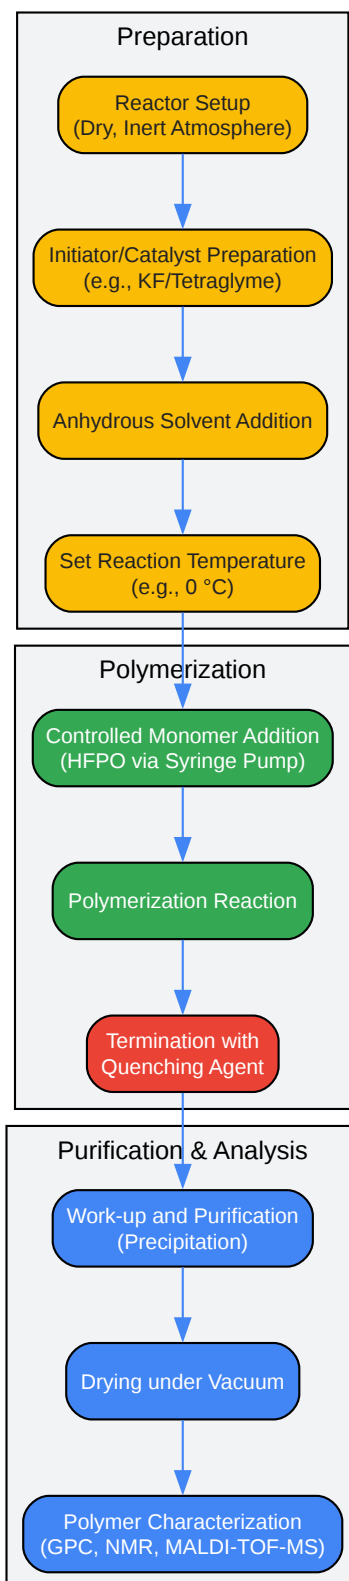 Preparation
Reactor Setup
(Dry, Inert Atmosphere)
Initiator/Catalyst Preparation
(e.g., KF/Tetraglyme)
Anhydrous Solvent Addition
Set Reaction Temperature
(e.g., 0 °C)
Polymerization
Controlled Monomer Addition
(HFPO via Syringe Pump)
Polymerization Reaction
Termination with
Quenching Agent
Purification & Analysis
Work-up and Purification
(Precipitation)
Drying under Vacuum
Polymer Characterization
(GPC, NMR, MALDI-TOF-MS)